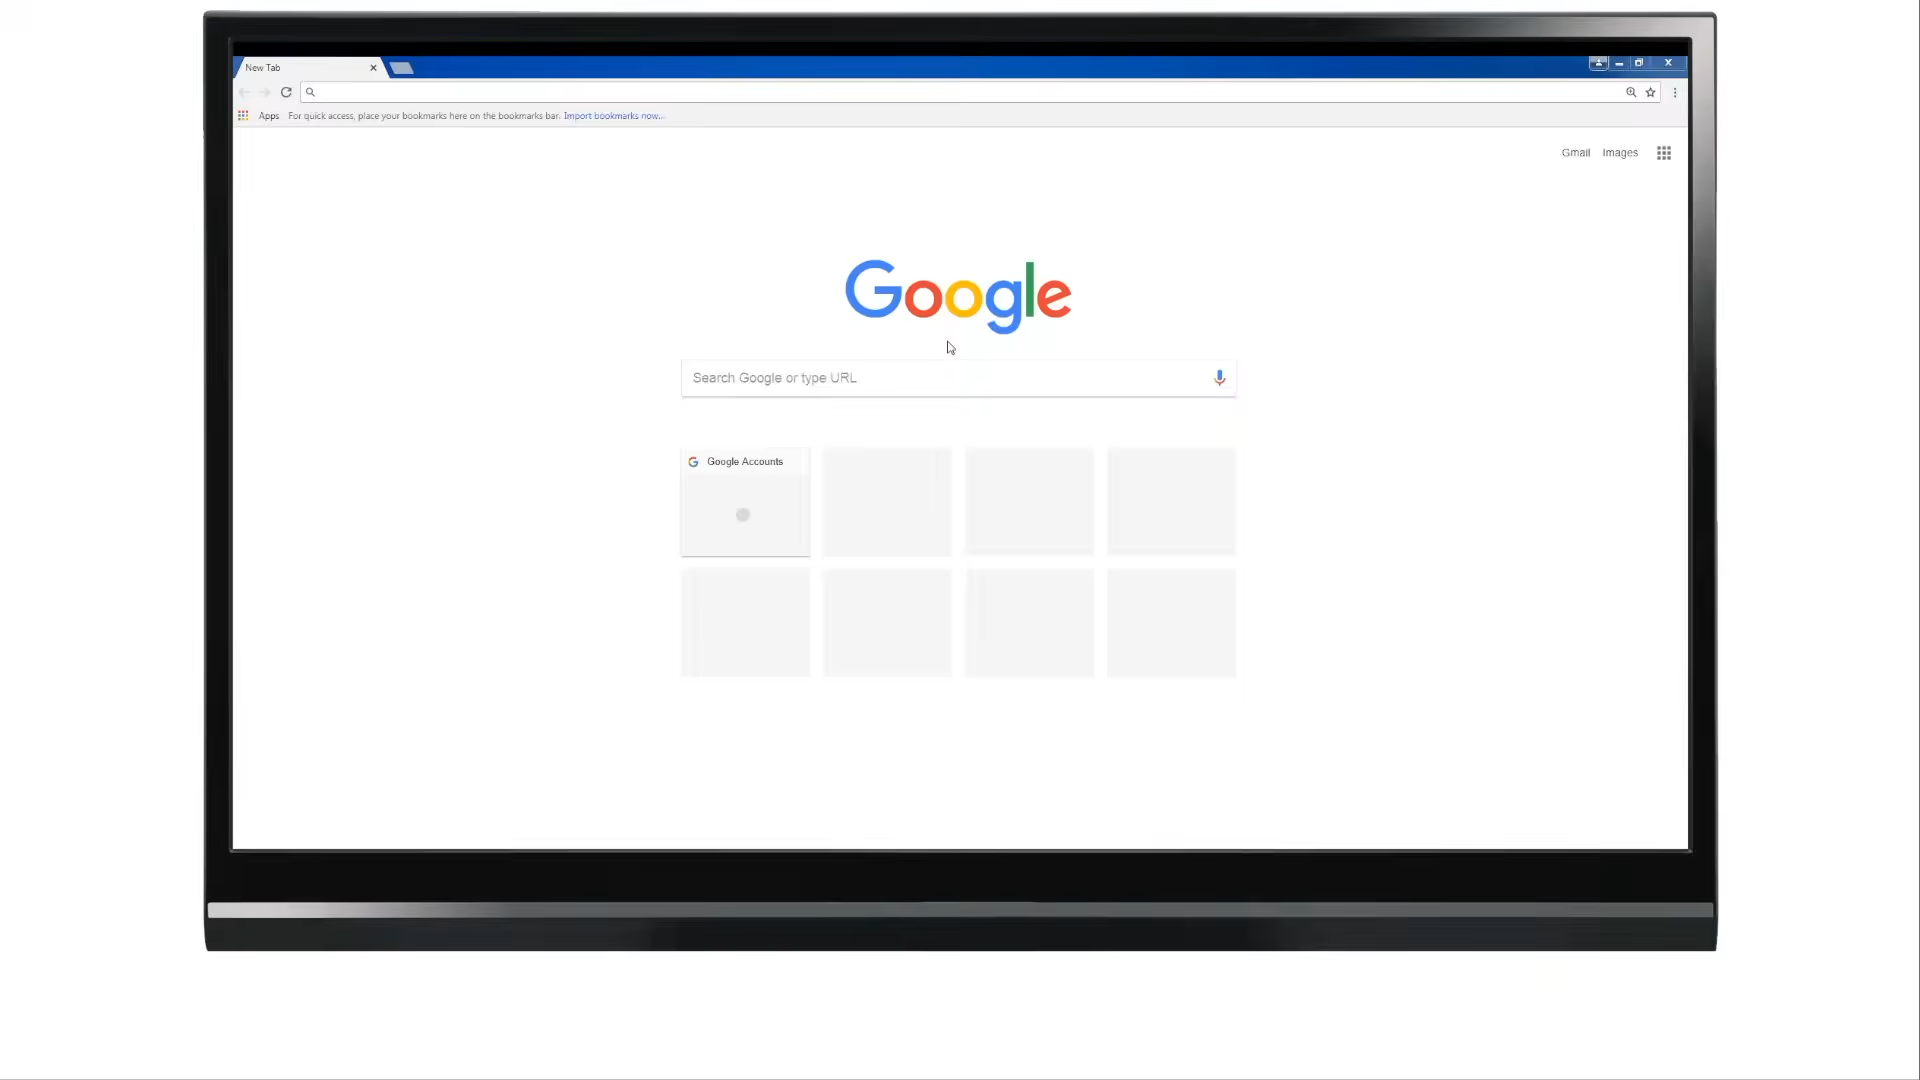 New Tab
Apps For quick access, place your bookmarks here on the bookmarks bar. Import bookmarks now...
Gmail Images
Google
Search Google or type URL
Google Accounts